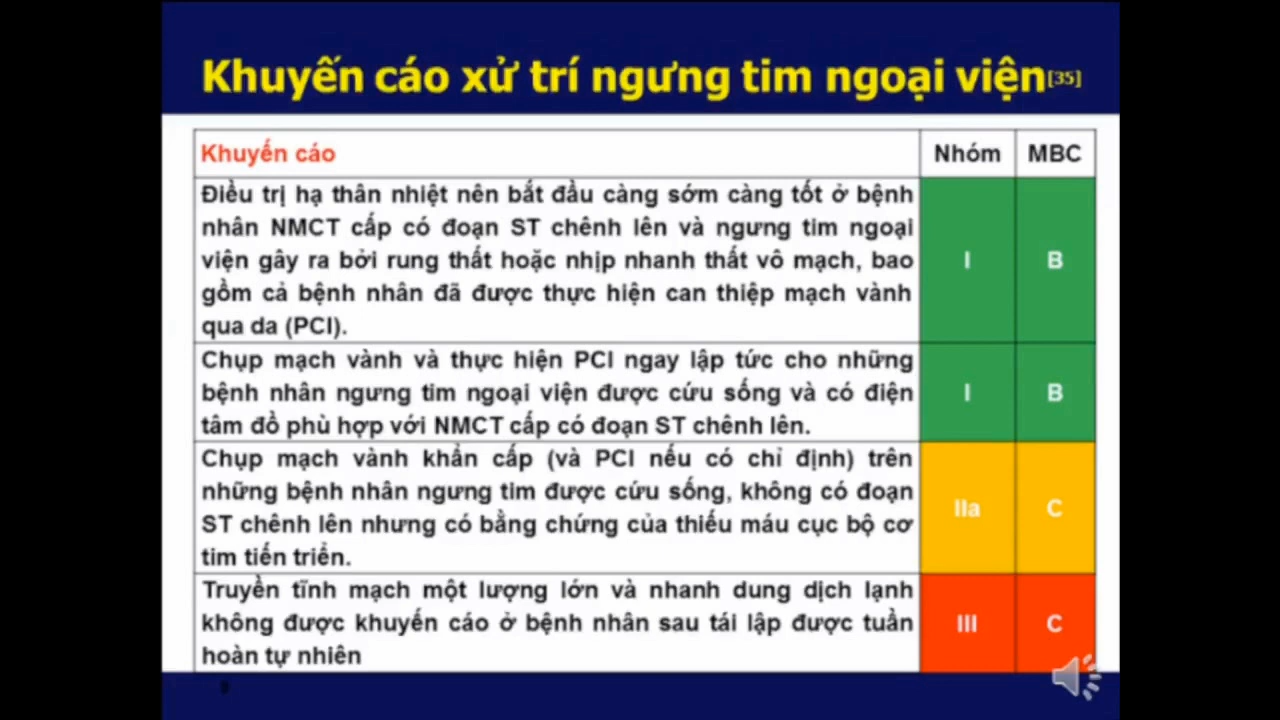 Khuyến cáo xử trí ngưng tim ngoại viện[35]
Khuyến cáo
Nhóm
MBC
Điều trị hạ thân nhiệt nên bắt đầu càng sớm càng tốt ở bệnh
nhân NMCT cấp có đoạn ST chênh lên và ngưng tim ngoại
viện gây ra bởi rung thất hoặc nhịp nhanh thất vô mạch, bao
gồm cả bệnh nhân đã được thực hiện can thiệp mạch vành
qua da (PCI).
I
B
Chụp mạch vành và thực hiện PCI ngay lập tức cho những
bệnh nhân ngưng tim ngoại viện được cứu sống và có điện
tâm đồ phù hợp với NMCT cấp có đoạn ST chênh lên.
I
B
Chụp mạch vành khẩn cấp (và PCI nếu có chỉ định) trên
những bệnh nhân ngưng tim được cứu sống, không có đoạn
ST chênh lên nhưng có bằng chứng của thiếu máu cục bộ cơ
tim tiến triển.
IIa
C
Truyền tĩnh mạch một lượng lớn và nhanh dung dịch lạnh
không được khuyến cáo ở bệnh nhân sau tái lập được tuần
hoàn tự nhiên
III
C